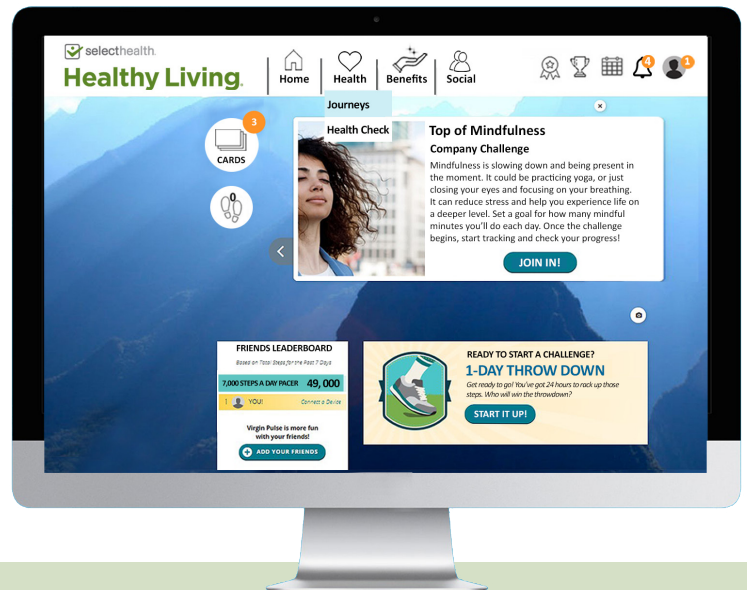 selecthealth.
Healthy Living.
Home
Health
Benefits
Social
4
1
Journeys
Health Check
3
CARDS
0
Top of Mindfulness
Company Challenge
Mindfulness is slowing down and being present in
the moment. It could be practicing yoga, or just
closing your eyes and focusing on your breathing.
It can reduce stress and help you experience life on
a deeper level. Set a goal for how many mindful
minutes you'll do each day. Once the challenge
begins, start tracking and check your progress!
JOIN IN!
FRIENDS LEADERBOARD
Based on Total Steps for the Past 7 Days
7,000 STEPS A DAY PACER 49,000
1 YOU! Connect a Device
Virgin Pulse is more fun
with your friends!
ADD YOUR FRIENDS
READY TO START A CHALLENGE?
1-DAY THROW DOWN
Get ready to go! You've got 24 hours to rack up those
steps. Who will win the throwdown?
START IT UP!